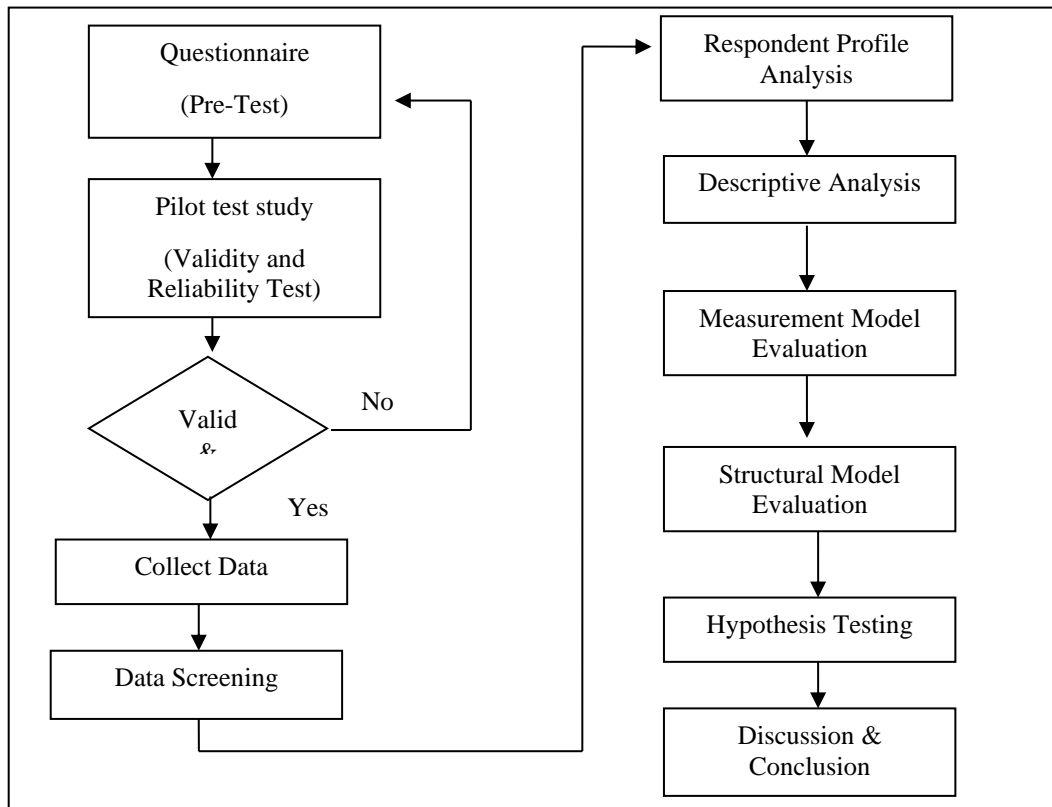 Questionnaire
(Pre-Test)
Pilot test study
(Validity and
Reliability Test)
Valid
&
No
Yes
Collect Data
Data Screening
Respondent Profile
Analysis
Descriptive Analysis
Measurement Model
Evaluation
Structural Model
Evaluation
Hypothesis Testing
Discussion &
Conclusion